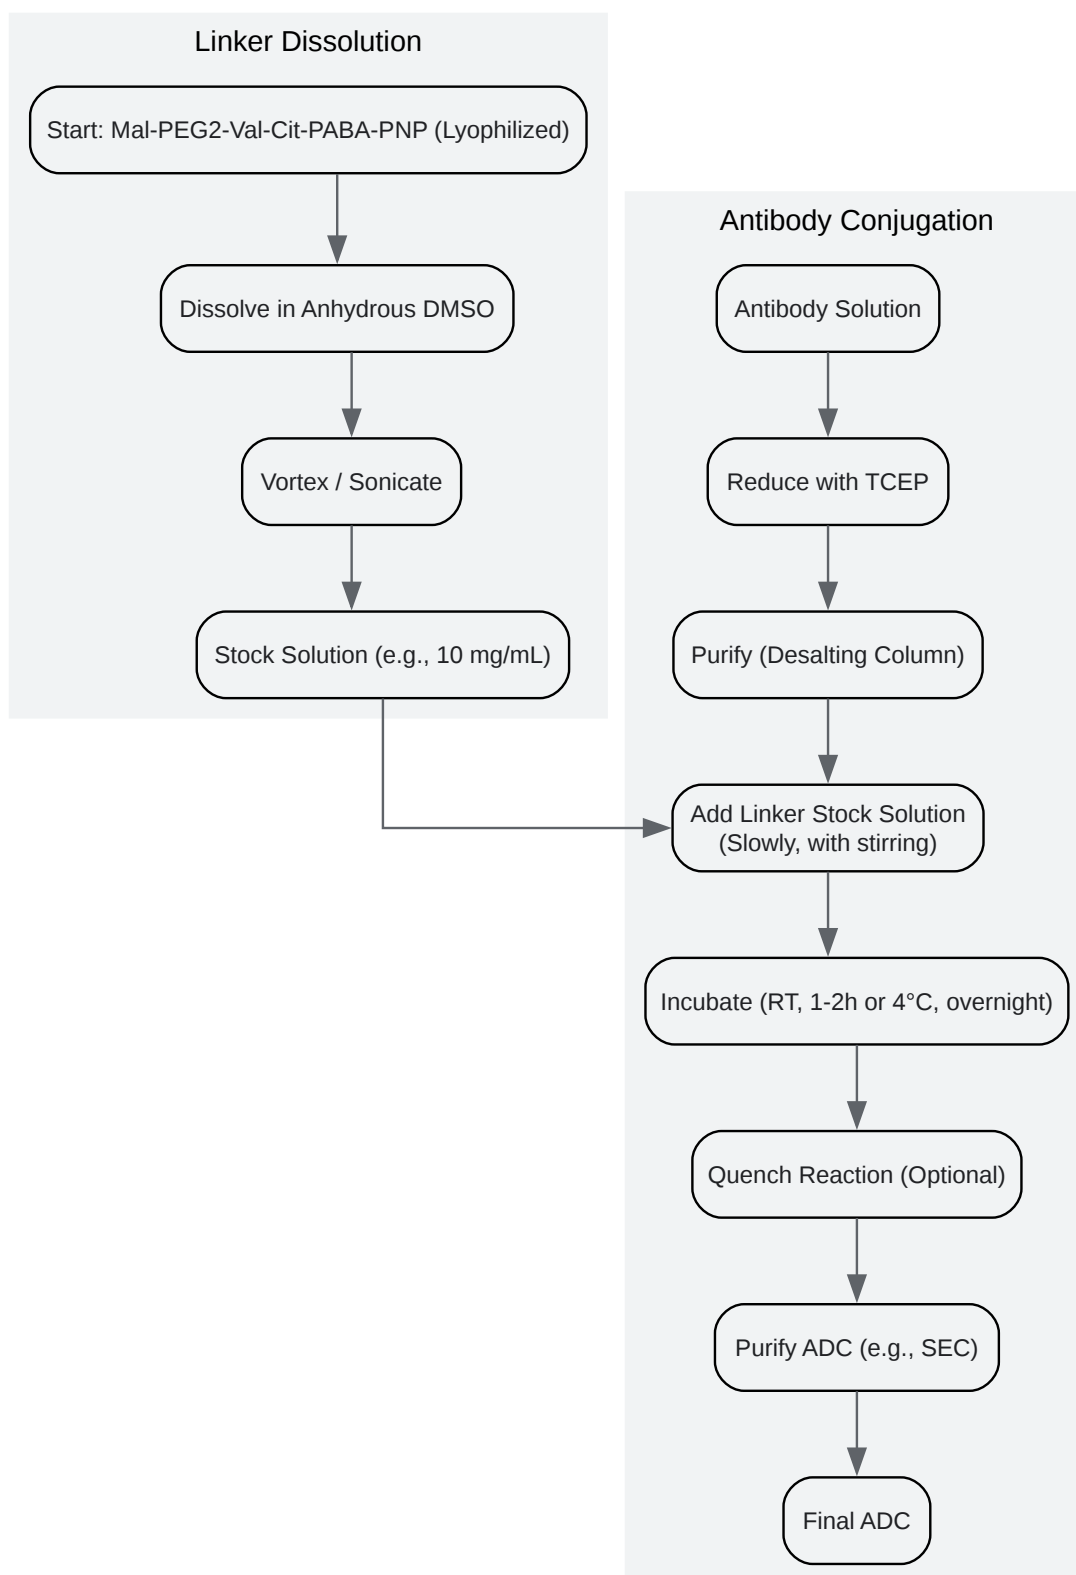 Linker Dissolution
Start: Mal-PEG2-Val-Cit-PABA-PNP (Lyophilized)
Dissolve in Anhydrous DMSO
Vortex / Sonicate
Stock Solution (e.g., 10 mg/mL)
Antibody Conjugation
Antibody Solution
Reduce with TCEP
Purify (Desalting Column)
Add Linker Stock Solution
(Slowly, with stirring)
Incubate (RT, 1-2h or 4°C, overnight)
Quench Reaction (Optional)
Purify ADC (e.g., SEC)
Final ADC